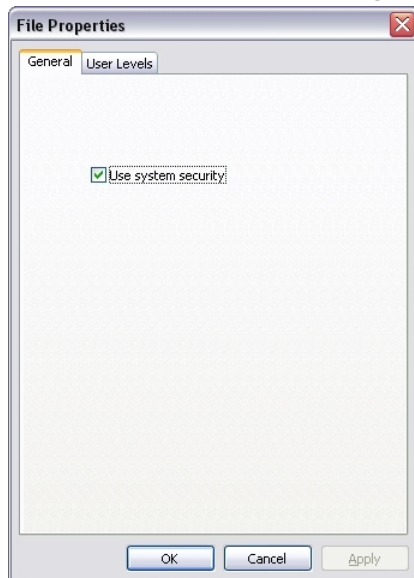 File Properties
General User Levels
Use system security
OK Cancel Apply